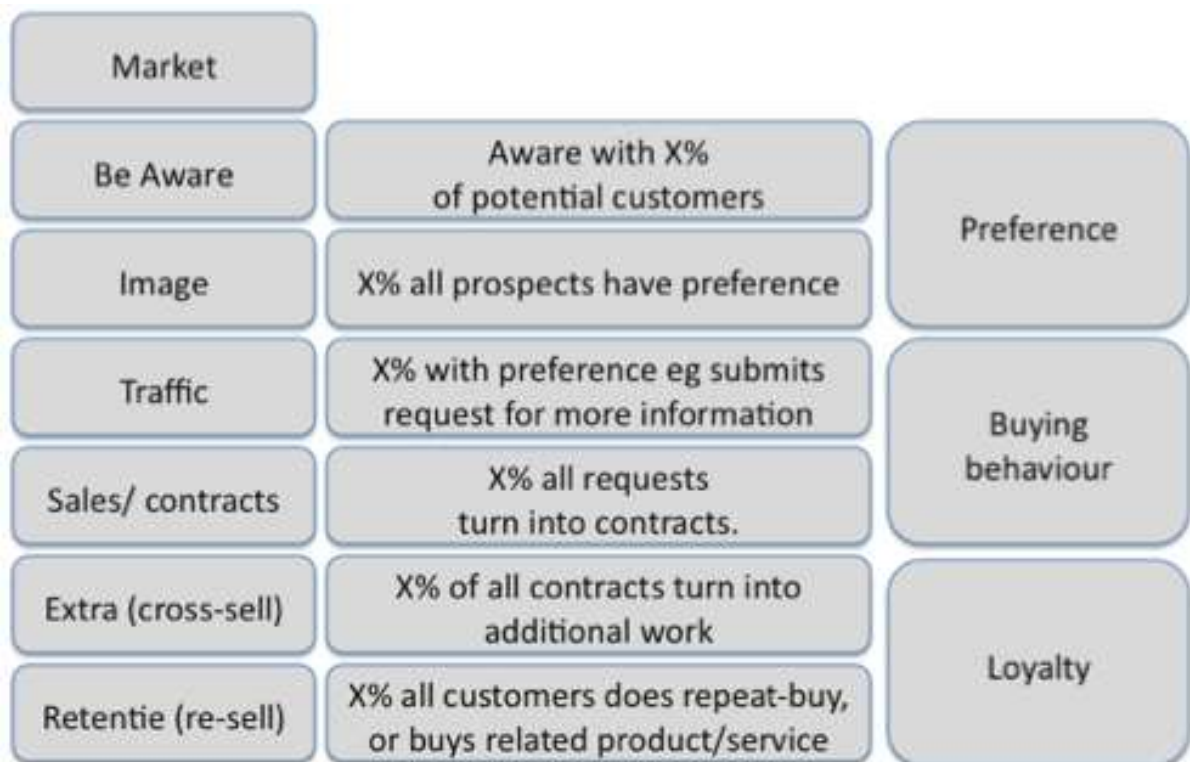 Market
Be Aware
Aware with X%
of potential customers
Preference
Image
X% all prospects have preference
Traffic
X% with preference eg submits
request for more information
Buying
behaviour
Sales/ contracts
X% all requests
turn into contracts.
Extra (cross-sell)
X% of all contracts turn into
additional work
Loyalty
Retentie (re-sell)
X% all customers does repeat-buy,
or buys related product/service